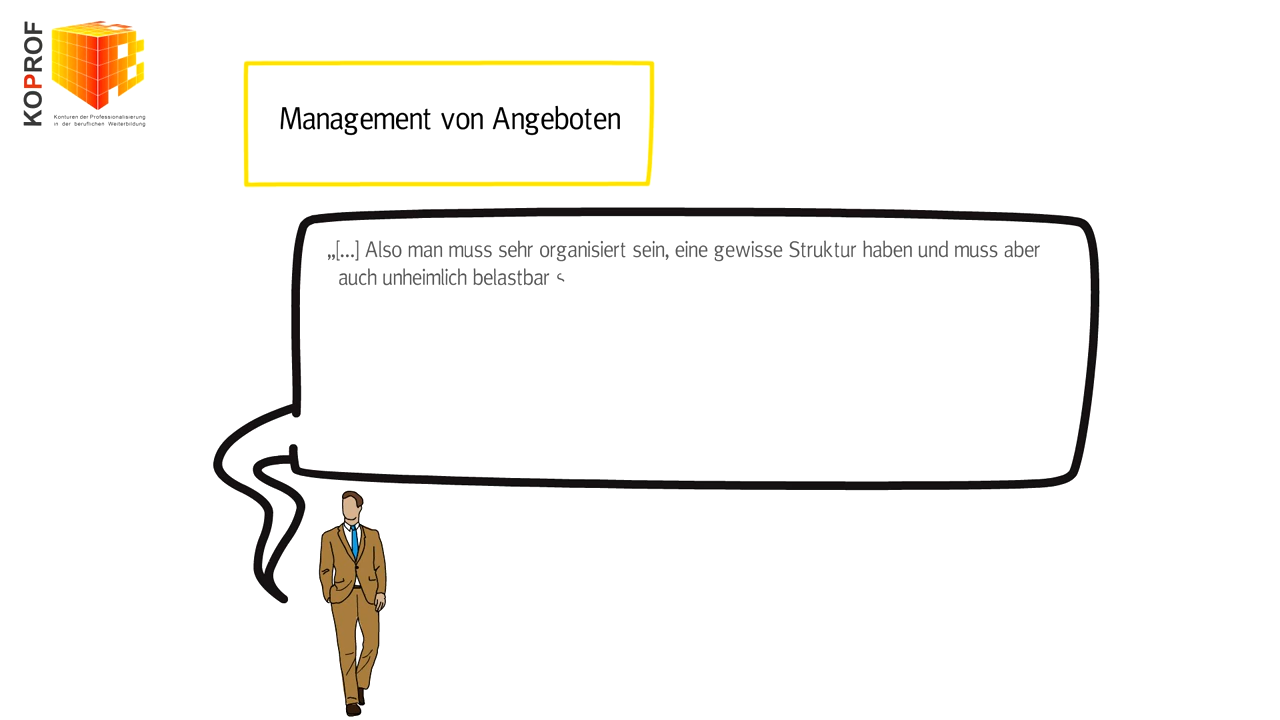 KOPROF
Konturen der Professionalisierung
in der beruflichen Weiterbildung
Management von Angeboten
„[...] Also man muss sehr organisiert sein, eine gewisse Struktur haben und muss aber
auch unheimlich belastbar